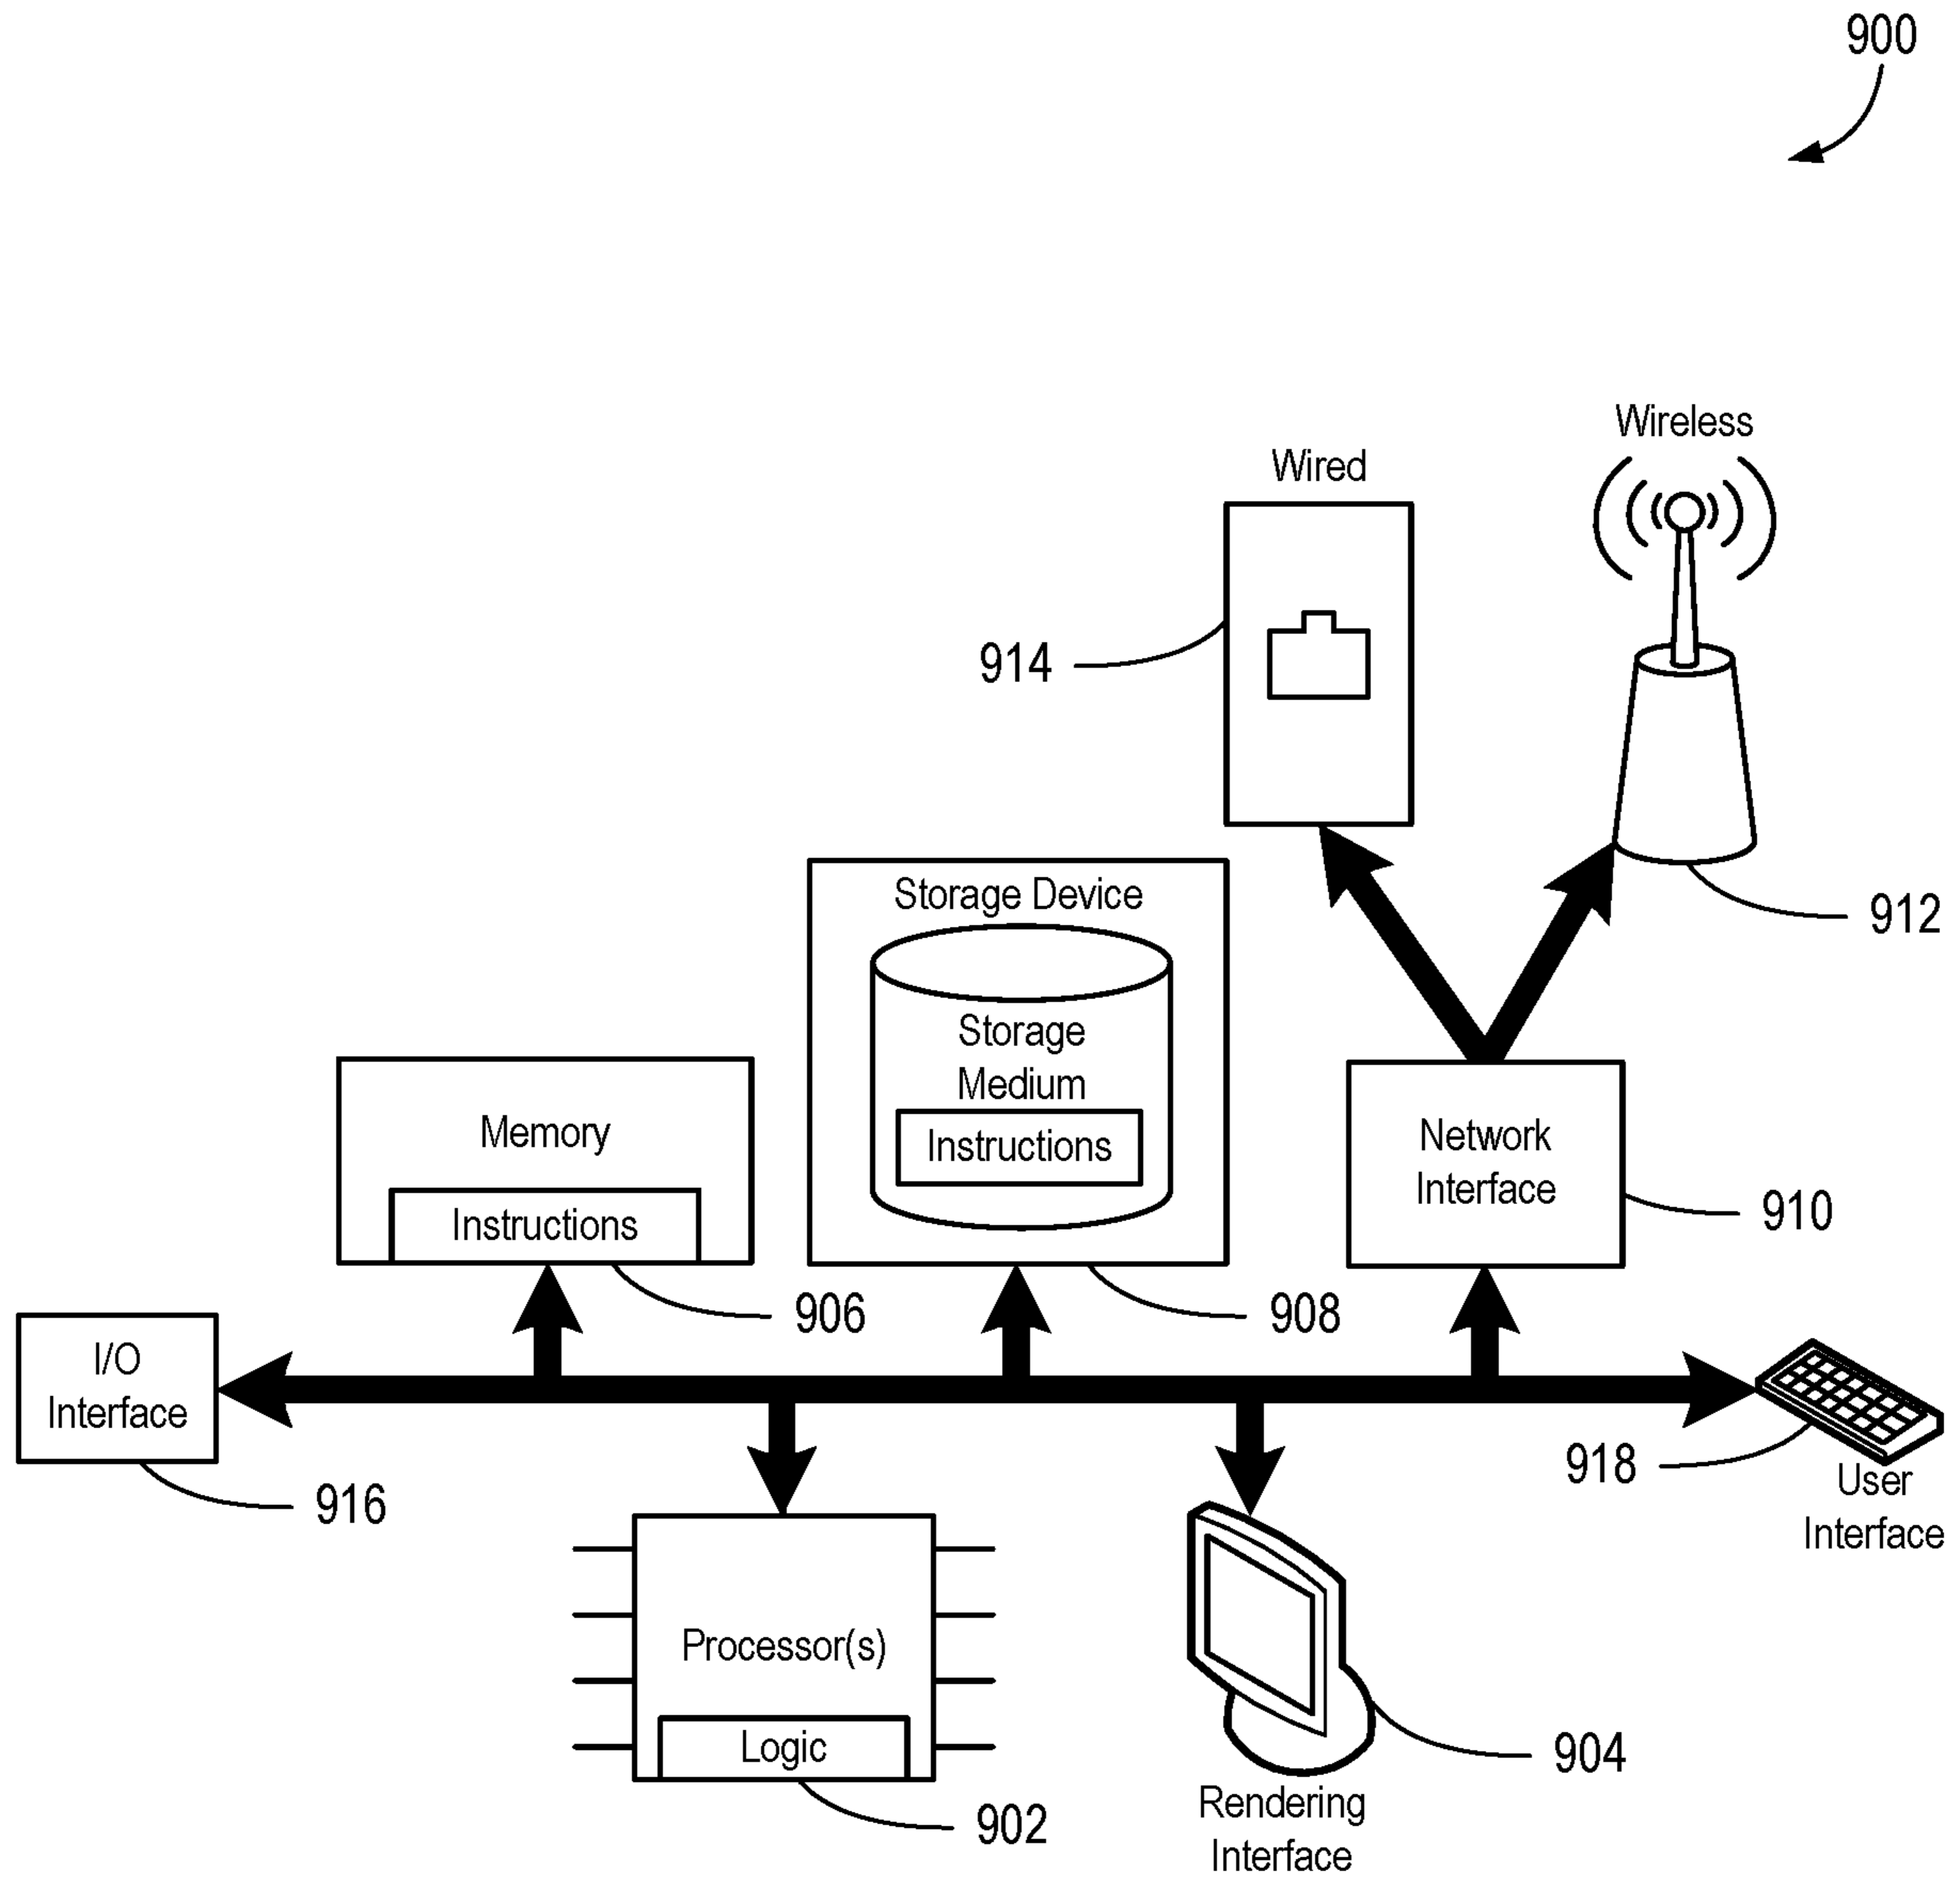 900
Wireless
Wired
914
912
Storage Device
Storage
Medium
Instructions
Memory
Instructions
Network
Interface
910
906
908
I/O
Interface
916
918
User
Interface
Processor(s)
Logic
902
904
Rendering
Interface